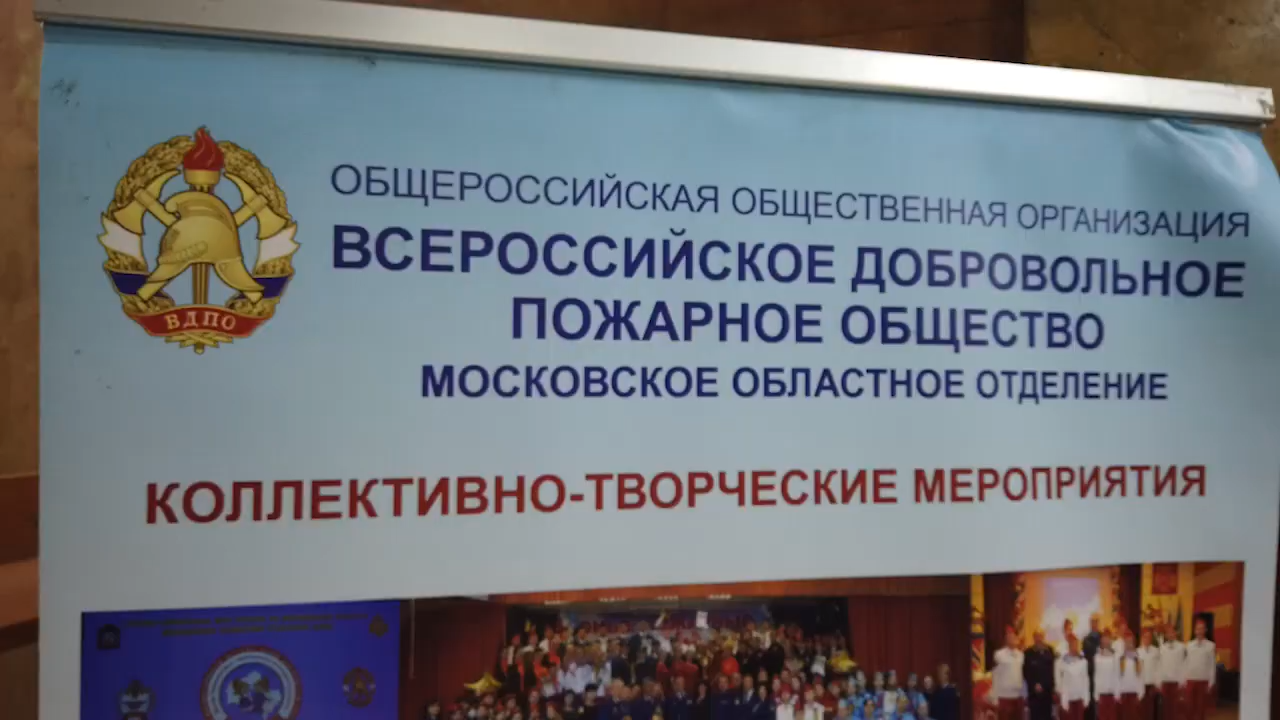 ОБЩЕРОССИЙСКАЯ ОБЩЕСТВЕННАЯ ОРГАНИЗАЦИЯ
ВСЕРОССИЙСКОЕ ДОБРОВОЛЬНОЕ
ПОЖАРНОЕ ОБЩЕСТВО
МОСКОВСКОЕ ОБЛАСТНОЕ ОТДЕЛЕНИЕ
ВДПО
КОЛЛЕКТИВНО-ТВОРЧЕСКИЕ МЕРОПРИЯТИЯ